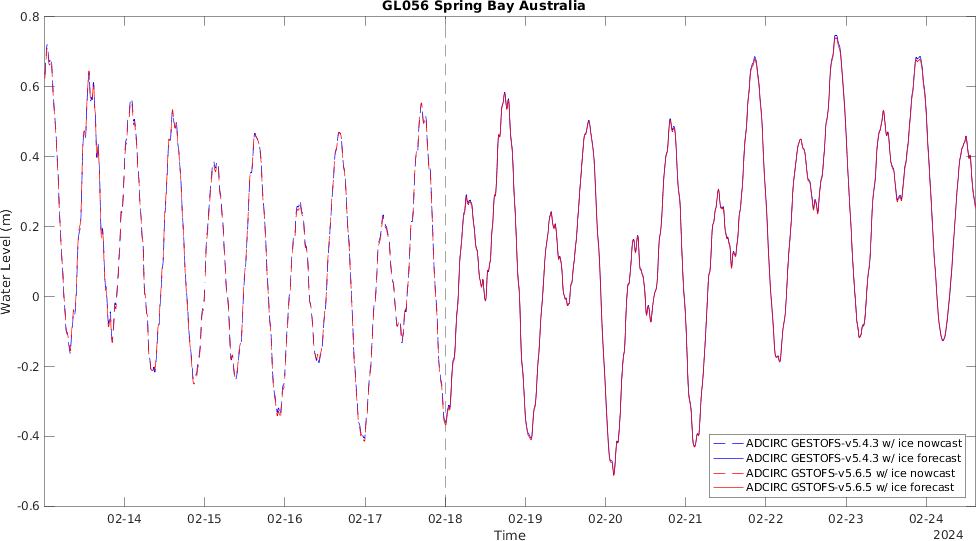 GL056 Spring Bay Australia
0.8
0.6
0.4
0.2
0
-0.2
-0.4
-0.6
Water Level (m)
ADCIRC GESTOFS-v5.4.3 w/ ice nowcast
ADCIRC GESTOFS-v5.4.3 w/ ice forecast
ADCIRC GSTOFS-v5.6.5 w/ ice nowcast
ADCIRC GSTOFS-v5.6.5 w/ ice forecast
02-14 02-15 02-16 02-17 02-18 02-19 02-20 02-21 02-22 02-23 02-24
Time 2024